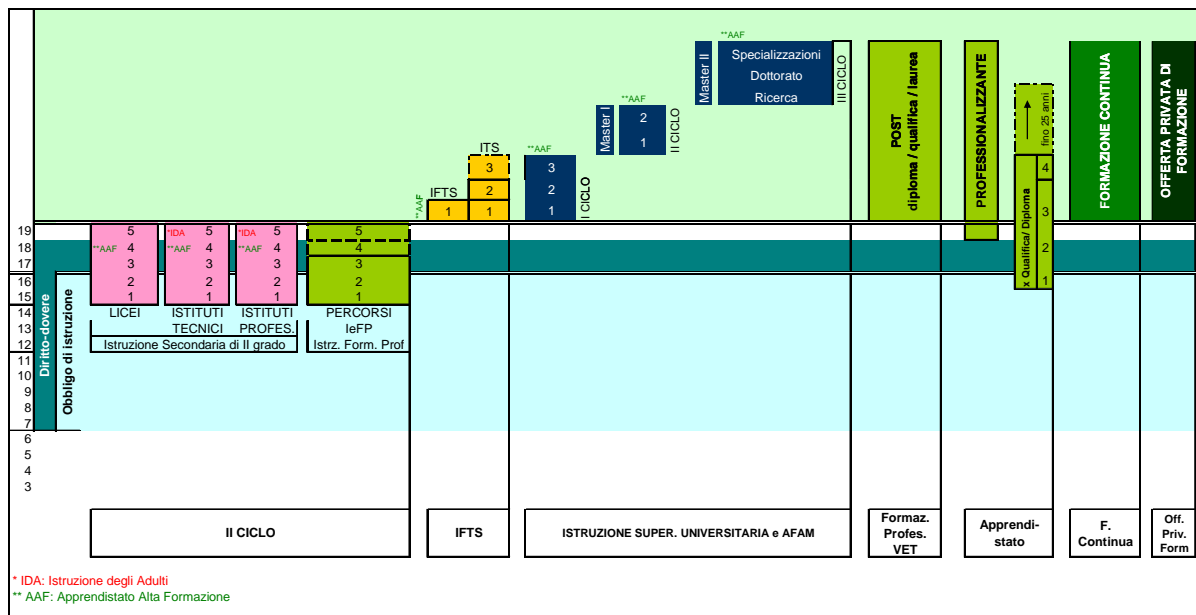 **AAF
Master II
Specializzazioni
Dottorato
Ricerca
III CICLO
**AAF
Master I
2
1
II CICLO
ITS
3
2
1
**AAF
IFTS
1
**AAF
3
2
1
I CICLO
POST
diploma / qualifica / laurea
PROFESSIONALIZZANTE
fino 25 anni
x Qualifica/ Diploma
4
3
2
1
FORMAZIONE CONTINUA
OFFERTA PRIVATA DI
FORMAZIONE
19
18
17
16
15
14
13
12
11
10
9
8
7
6
5
4
3
Diritto-dovere
Obbligo di istruzione
5
**AAF 4
3
2
1
LICEI
*IDA 5
**AAF 4
3
2
1
ISTITUTI
TECNICI
*IDA 5
**AAF 4
3
2
1
ISTITUTI
PROFES.
Istruzione Secondaria di II grado
5
4
3
2
1
PERCORSI
IeFP
Istrz. Form. Prof
II CICLO
IFTS
ISTRUZIONE SUPER. UNIVERSITARIA e AFAM
Formaz.
Profes.
VET
Apprendi-
stato
F.
Continua
Off.
Priv.
Form
* IDA: Istruzione degli Adulti
** AAF: Apprendistato Alta Formazione